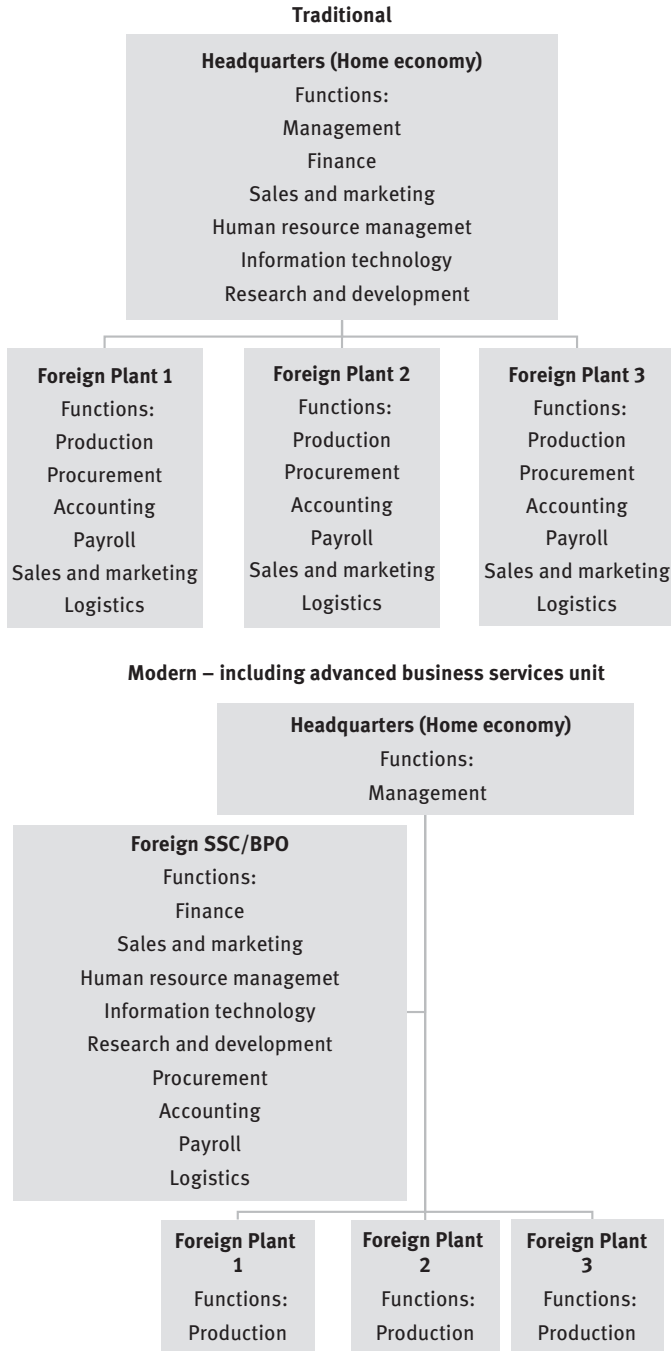 Traditional
Headquarters (Home economy)
Functions:
Management
Finance
Sales and marketing
Human resource managemet
Information technology
Research and development
Foreign Plant 1
Functions:
Production
Procurement
Accounting
Payroll
Sales and marketing
Logistics
Foreign Plant 2
Functions:
Production
Procurement
Accounting
Payroll
Sales and marketing
Logistics
Foreign Plant 3
Functions:
Production
Procurement
Accounting
Payroll
Sales and marketing
Logistics
Modern – including advanced business services unit
Headquarters (Home economy)
Functions:
Management
Foreign SSC/BPO
Functions:
Finance
Sales and marketing
Human resource managemet
Information technology
Research and development
Procurement
Accounting
Payroll
Logistics
Foreign Plant
1
Functions:
Production
Foreign Plant
2
Functions:
Production
Foreign Plant
3
Functions:
Production